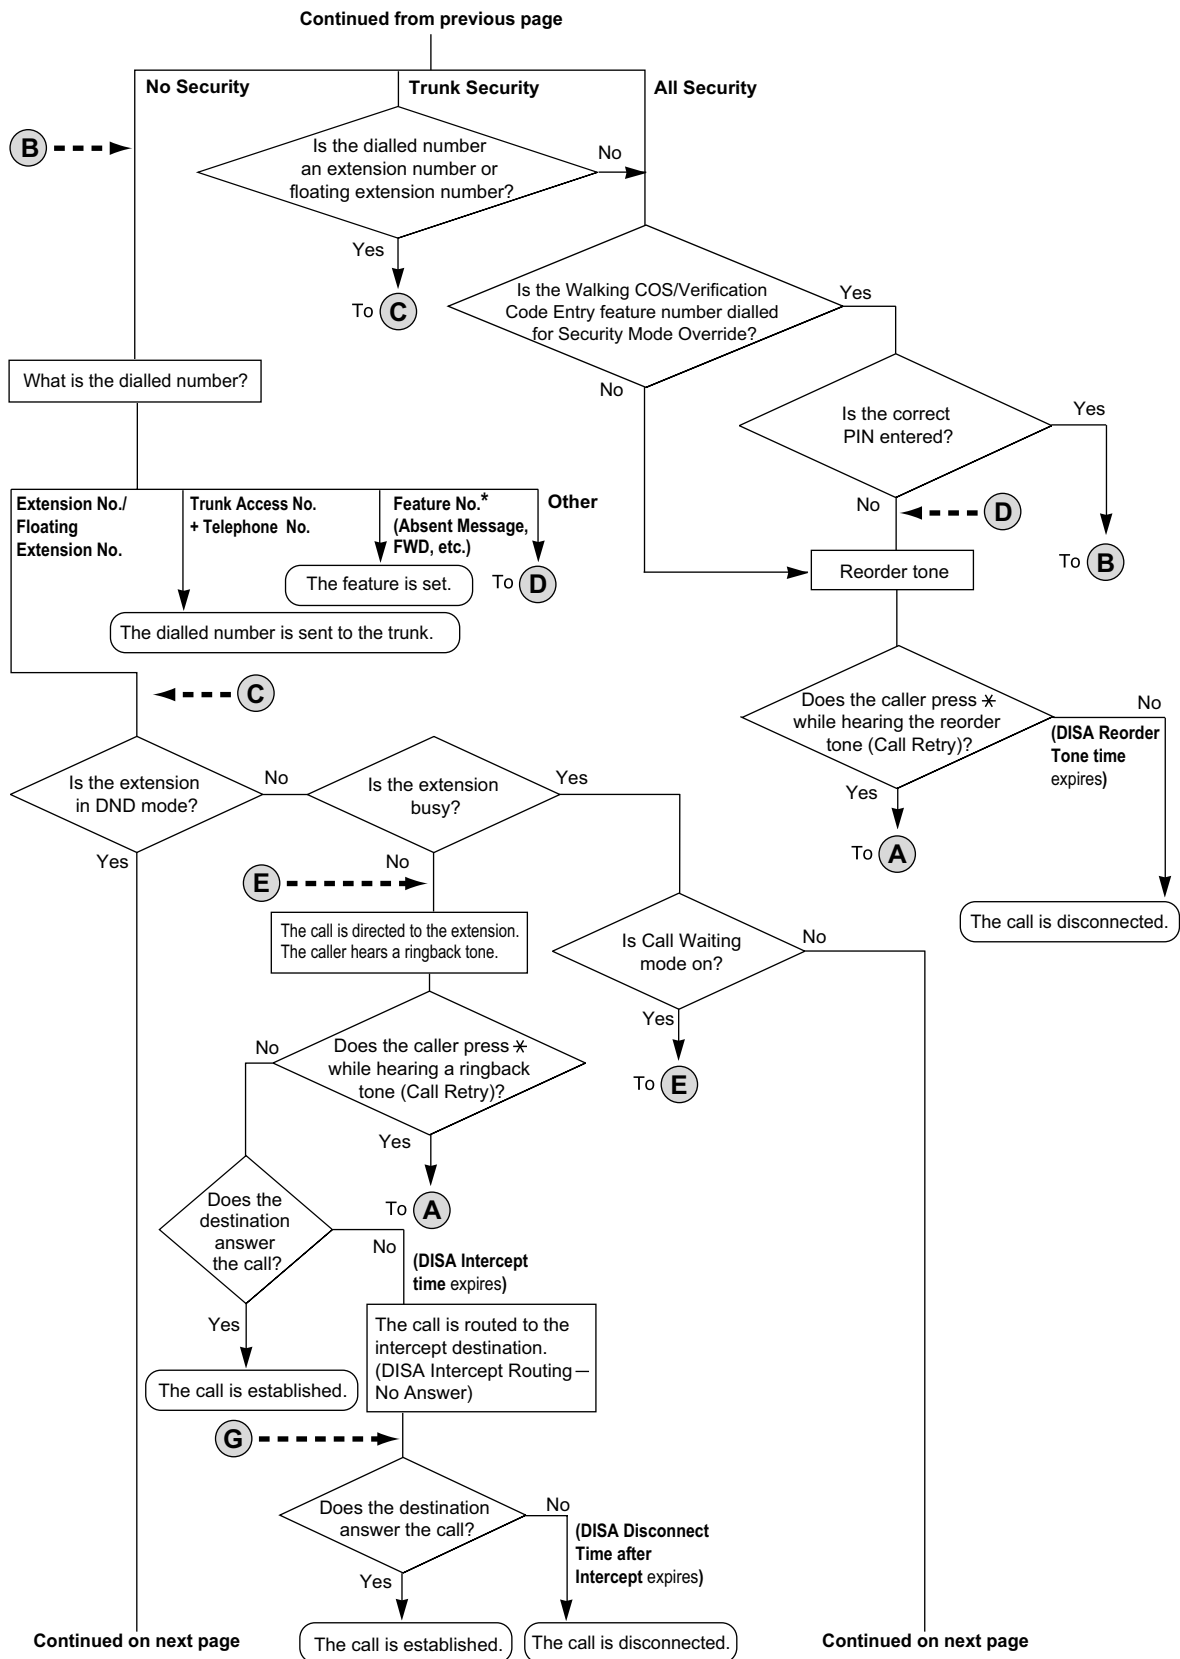 Continued from previous page
No Security
Trunk Security
All Security
B
Is the dialled number
an extension number or
floating extension number?
No
Yes
To C
Is the Walking COS/Verification
Code Entry feature number dialled
for Security Mode Override?
Yes
No
What is the dialled number?
Is the correct
PIN entered?
Yes
No
D
To B
Extension No./
Floating
Extension No.
Trunk Access No.
+ Telephone No.
Feature No.*
(Absent Message,
FWD, etc.)
Other
The feature is set.
To D
The dialled number is sent to the trunk.
Reorder tone
C
Does the caller press *
while hearing the reorder
tone (Call Retry)?
No
(DISA Reorder
Tone time
expires)
Yes
To A
The call is disconnected.
Is the extension
in DND mode?
No
Yes
Is the extension
busy?
Yes
No
E
The call is directed to the extension.
The caller hears a ringback tone.
Is Call Waiting
mode on?
No
Yes
To E
Does the caller press *
while hearing a ringback
tone (Call Retry)?
No
Yes
To A
Does the
destination
answer
the call?
No
(DISA Intercept
time expires)
Yes
The call is established.
The call is routed to the
intercept destination.
(DISA Intercept Routing—
No Answer)
G
Does the destination
answer the call?
No
(DISA Disconnect
Time after
Intercept expires)
Yes
The call is established.
The call is disconnected.
Continued on next page
Continued on next page